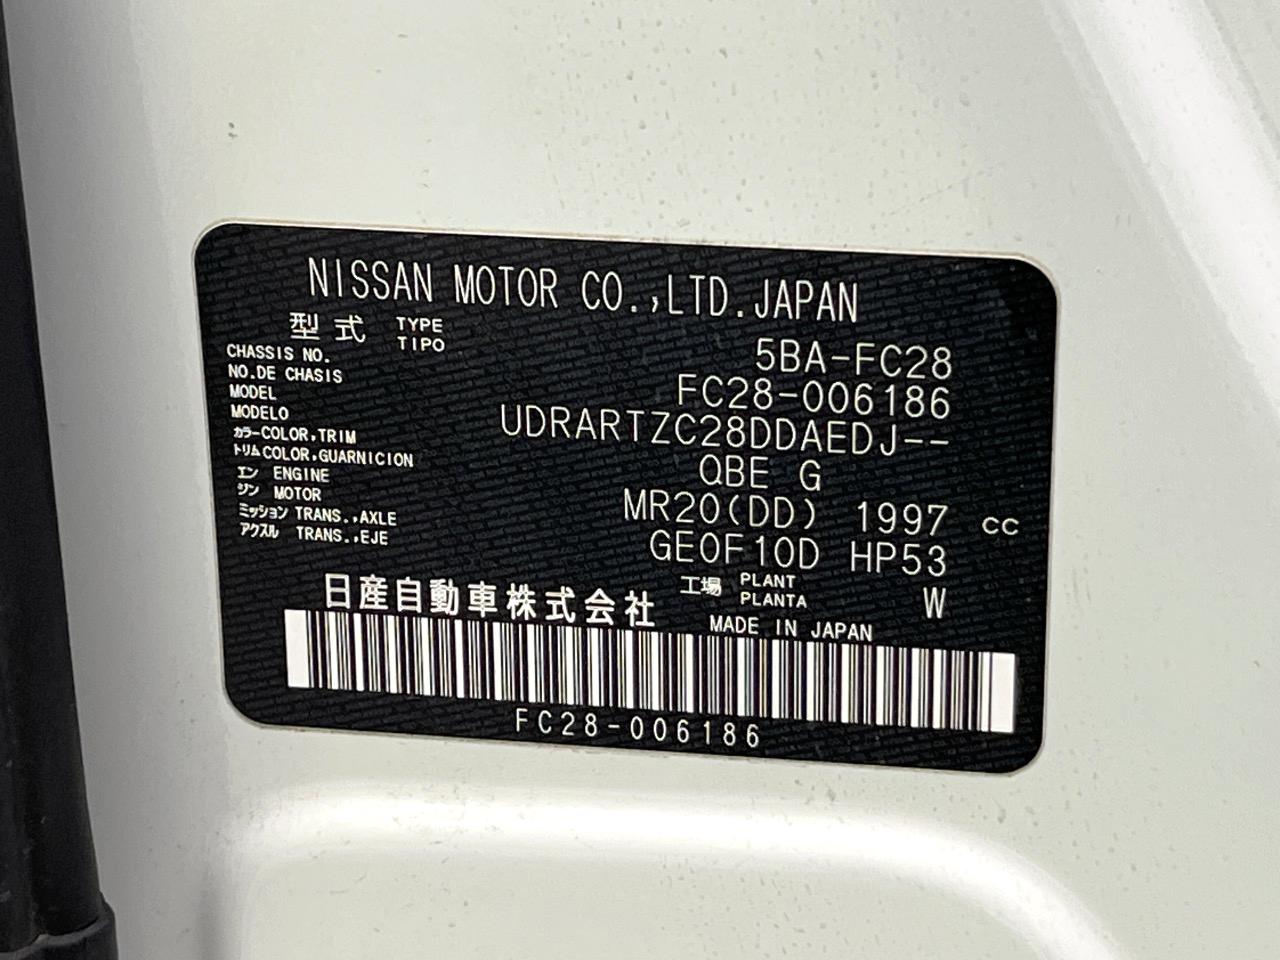 NISSAN MOTOR CO.,LTD.JAPAN
型式 TYPE
TIPO
5BA-FC28
CHASSIS NO.
NO.DE CHASIS
FC28-006186
MODEL
MODELO
UDRARTZC28DDAEDJ--
カラー COLOR,TRIM
トリム COLOR,GUARNICION
QBE G
エン ENGINE
ジン MOTOR
MR20(DD) 1997 cc
ミッション TRANS.,AXLE
アクスル TRANS.,EJE
GE0F10D HP53
工場 PLANT
PLANTA
W
日産自動車株式会社
MADE IN JAPAN
FC28-006186